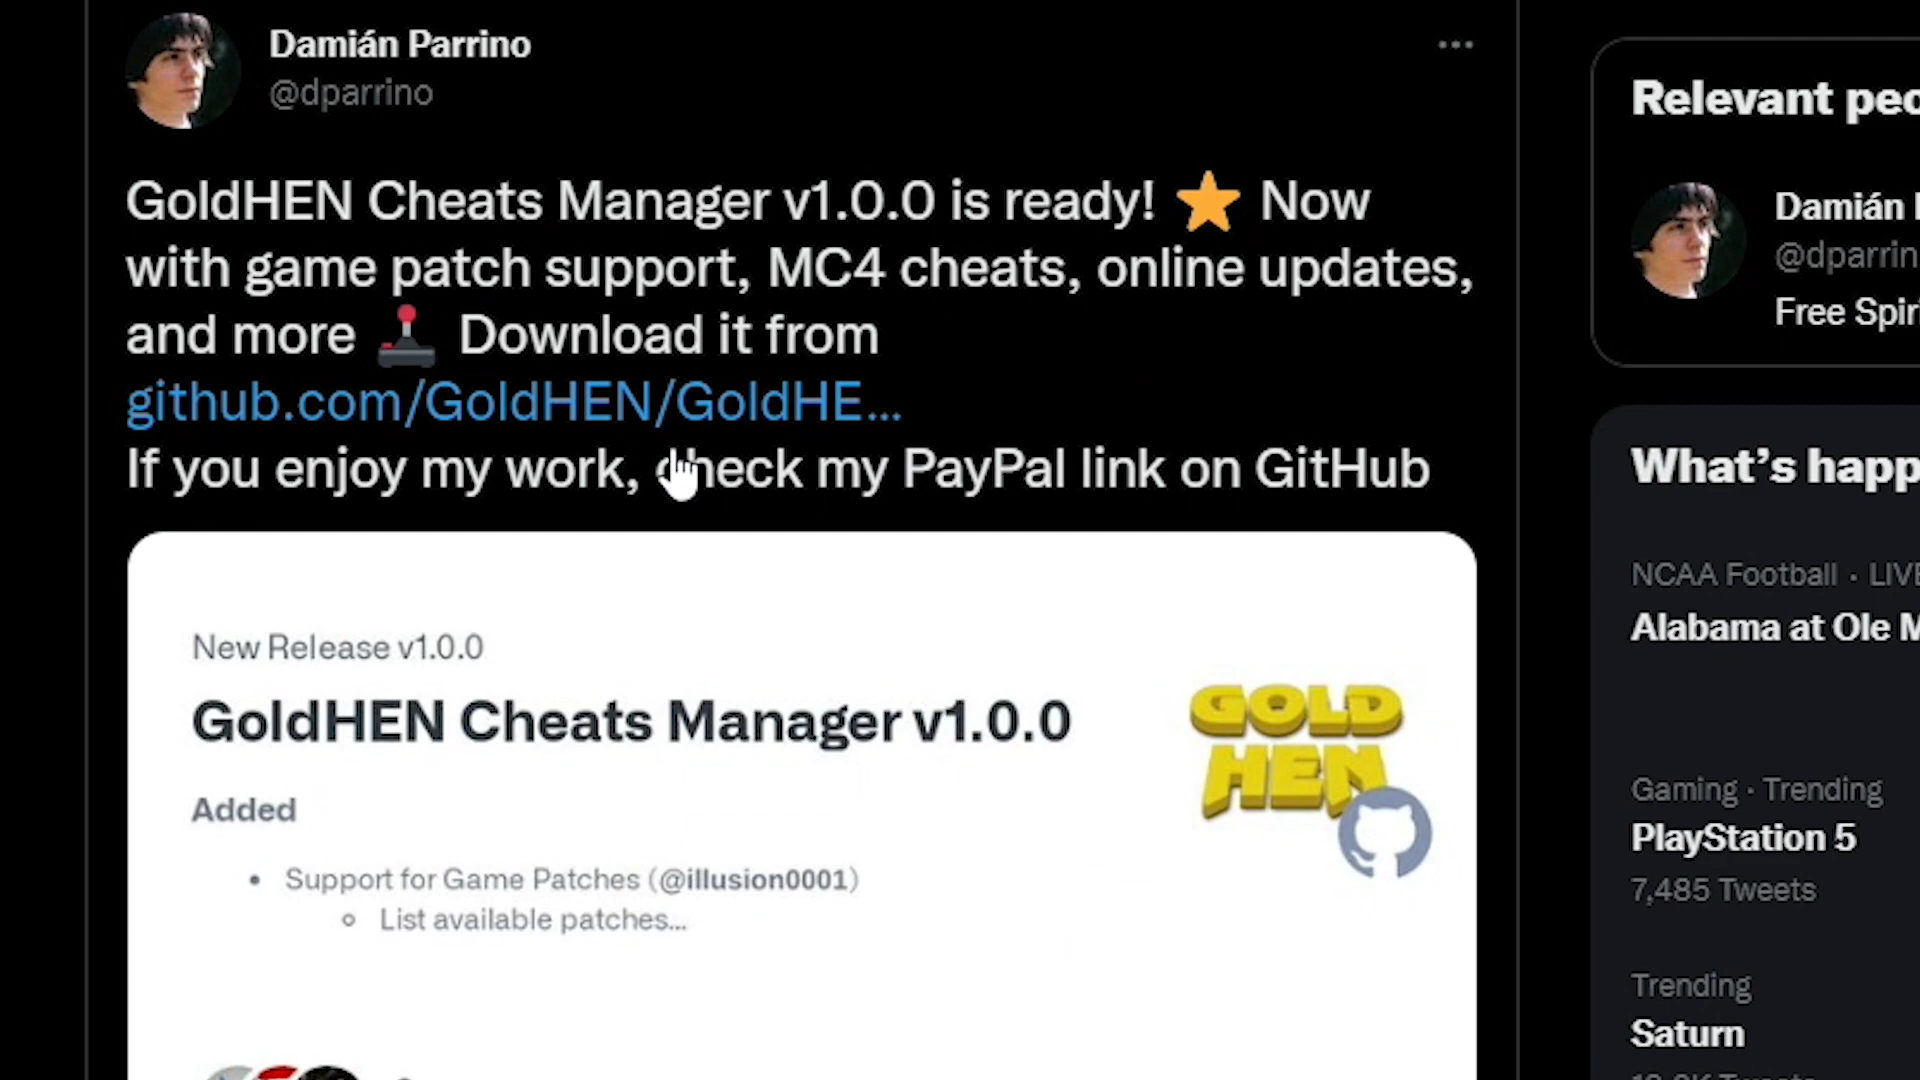 Damián Parrino
@dparrino
GoldHEN Cheats Manager v1.0.0 is ready! ⭐ Now
with game patch support, MC4 cheats, online updates,
and more 🕹️ Download it from
github.com/GoldHEN/GoldHE...
If you enjoy my work, check my PayPal link on GitHub
New Release v1.0.0
GoldHEN Cheats Manager v1.0.0
Added
• Support for Game Patches (@illusion0001)
◦ List available patches...
GOLD
HEN
Relevant peo
Damián
@dparrin
Free Spir
What's happ
NCAA Football · LIVE
Alabama at Ole M
Gaming · Trending
PlayStation 5
7,485 Tweets
Trending
Saturn